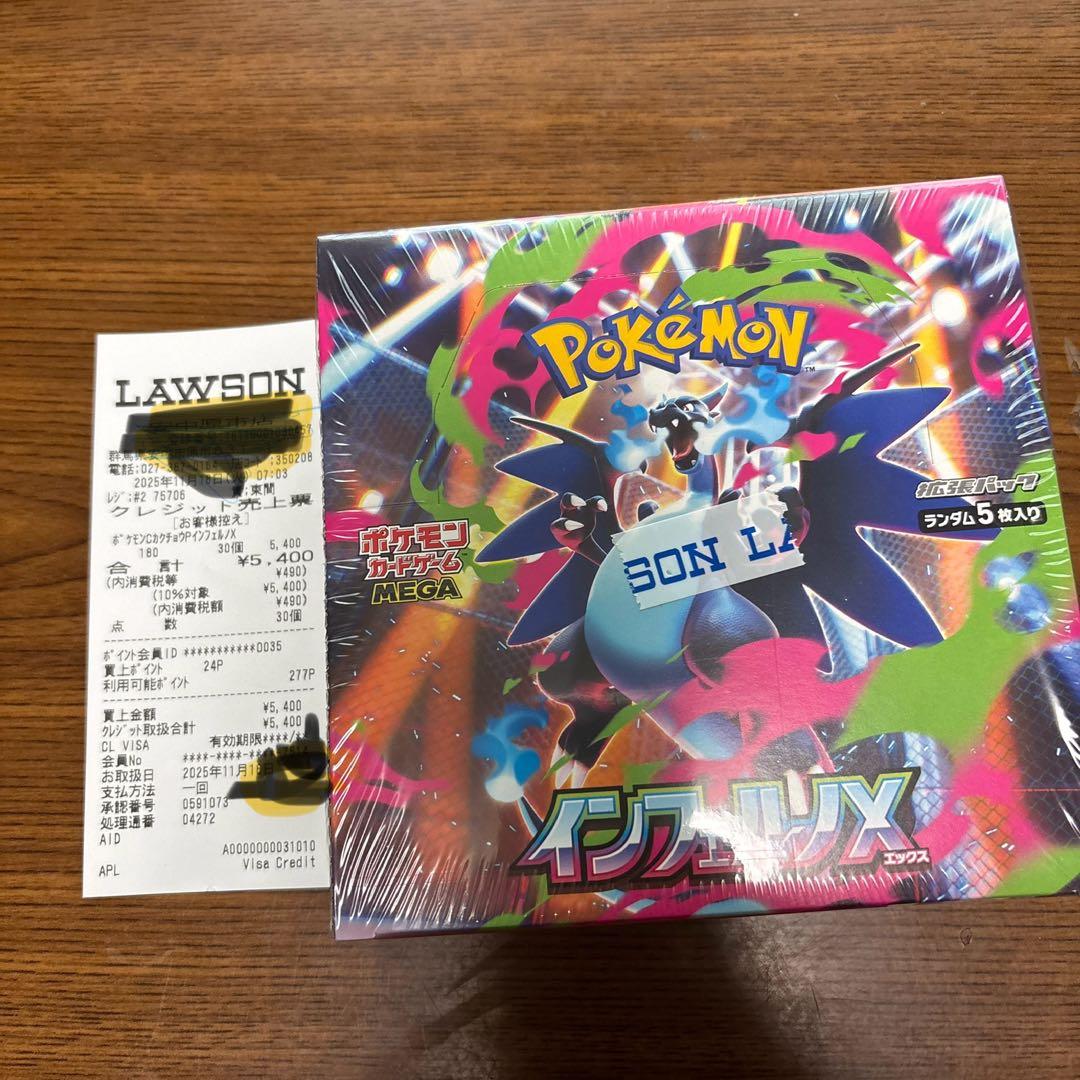 LAWSON
群馬県
電話:027-36
:350208
2025年11月1 07:03
レジ:#2 75706 責:東間
クレジット売上票
[お客様控え]
ポケモンCカクチョウPインフェルノX
180 30個 5,400
合 計 ¥5,400
(内消費税等 ¥490)
(10%対象 ¥5,400)
(内消費税額 ¥490)
点 数 30個
ポイント会員ID ************0035
買上ポイント 24P
利用可能ポイント 277P
買上金額 ¥5,400
クレジット取扱合計 ¥5,400
CL VISA 有効期限****/
会員No ****-****-
お取扱日 2025年11月1
支払方法 一回
承認番号 0591073
処理通番 04272
AID A0000000031010
APL Visa Credit
POKéMON
TM
拡張パック
ランダム5枚入り
ポケモン
カードゲーム
MEGA
SON LA
インフェルノX
エックス